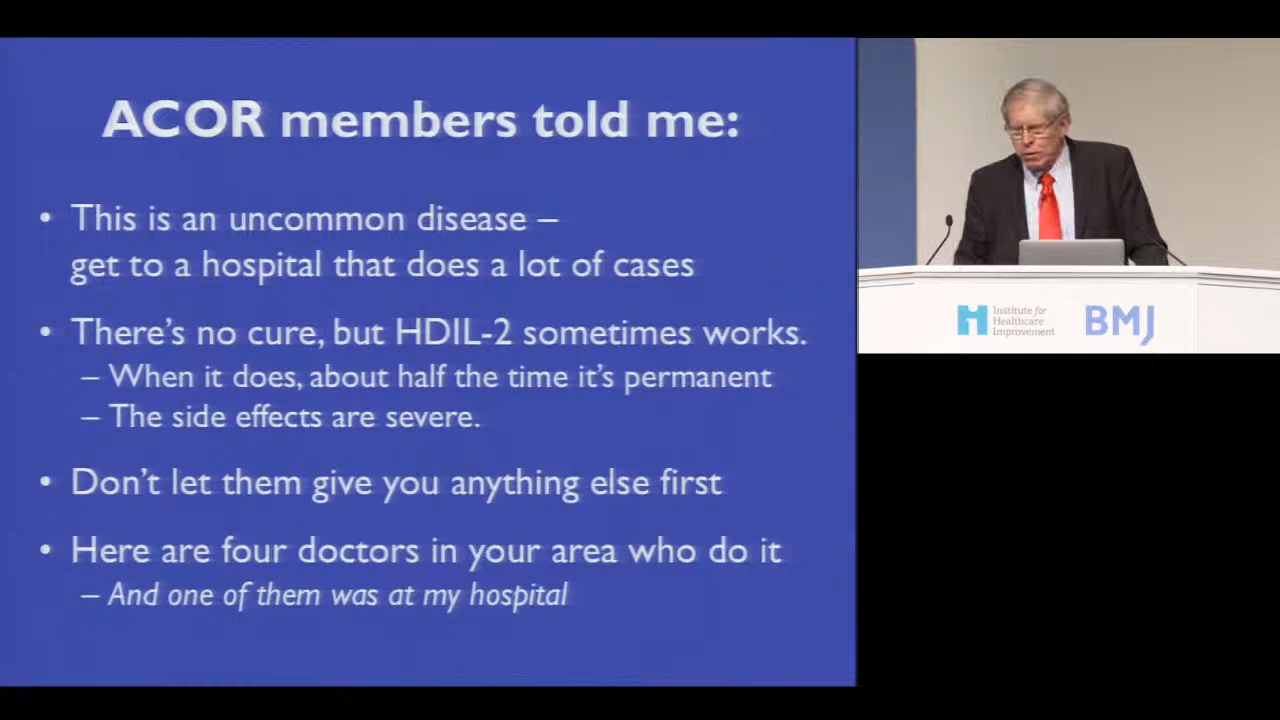 ACOR members told me:
• This is an uncommon disease –
get to a hospital that does a lot of cases
• There's no cure, but HDIL-2 sometimes works.
– When it does, about half the time it's permanent
– The side effects are severe.
• Don't let them give you anything else first
• Here are four doctors in your area who do it
– And one of them was at my hospital
Institute for
Healthcare
Improvement
BMJ